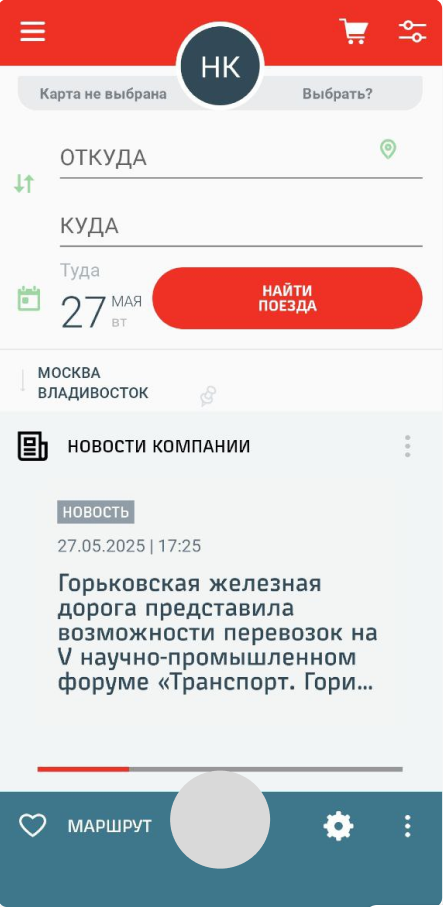 НК
Карта не выбрана
Выбрать?
ОТКУДА
КУДА
Туда
27 МАЯ
вт
НАЙТИ
ПОЕЗДА
МОСКВА
ВЛАДИВОСТОК
НОВОСТИ КОМПАНИИ
НОВОСТЬ
27.05.2025 | 17:25
Горьковская железная
дорога представила
возможности перевозок на
V научно-промышленном
форуме «Транспорт. Гори...
МАРШРУТ